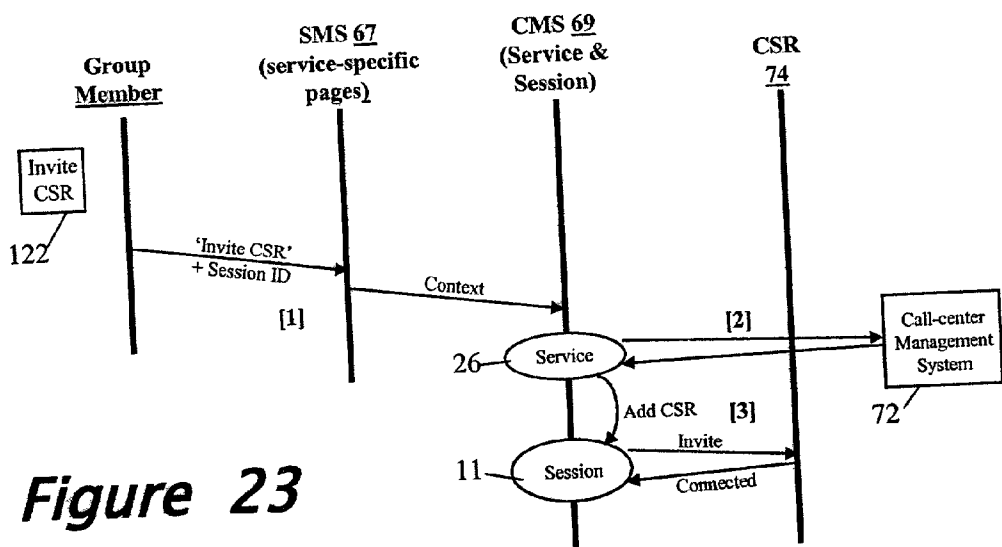 Group
Member
SMS 67
(service-specific
pages)
CMS 69
(Service &
Session)
CSR
74
Invite
CSR
122
'Invite CSR'
+ Session ID
[1]
Context
[2]
Call-center
Management
System
72
26
Service
Add CSR
[3]
Invite
11
Session
Connected
Figure 23